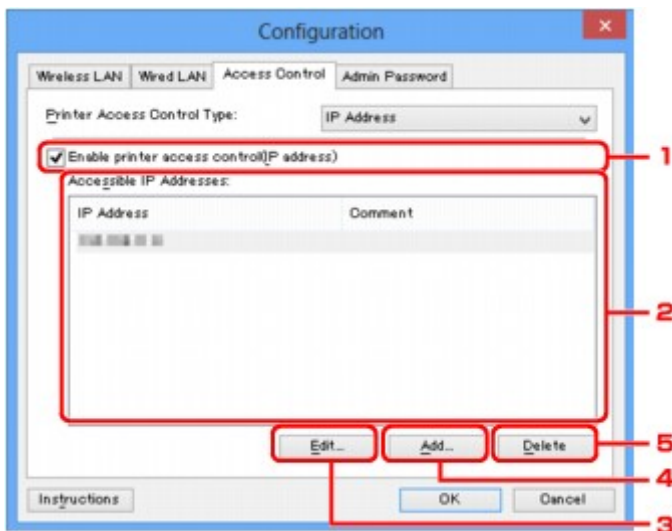 Configuration
Wireless LAN Wired LAN Access Control Admin Password
Printer Access Control Type: IP Address
Enable printer access control(IP address) 1
Accessible IP Addresses:
IP Address Comment
2
Edit... Add... Delete 5
4
Instructions OK Cancel
3